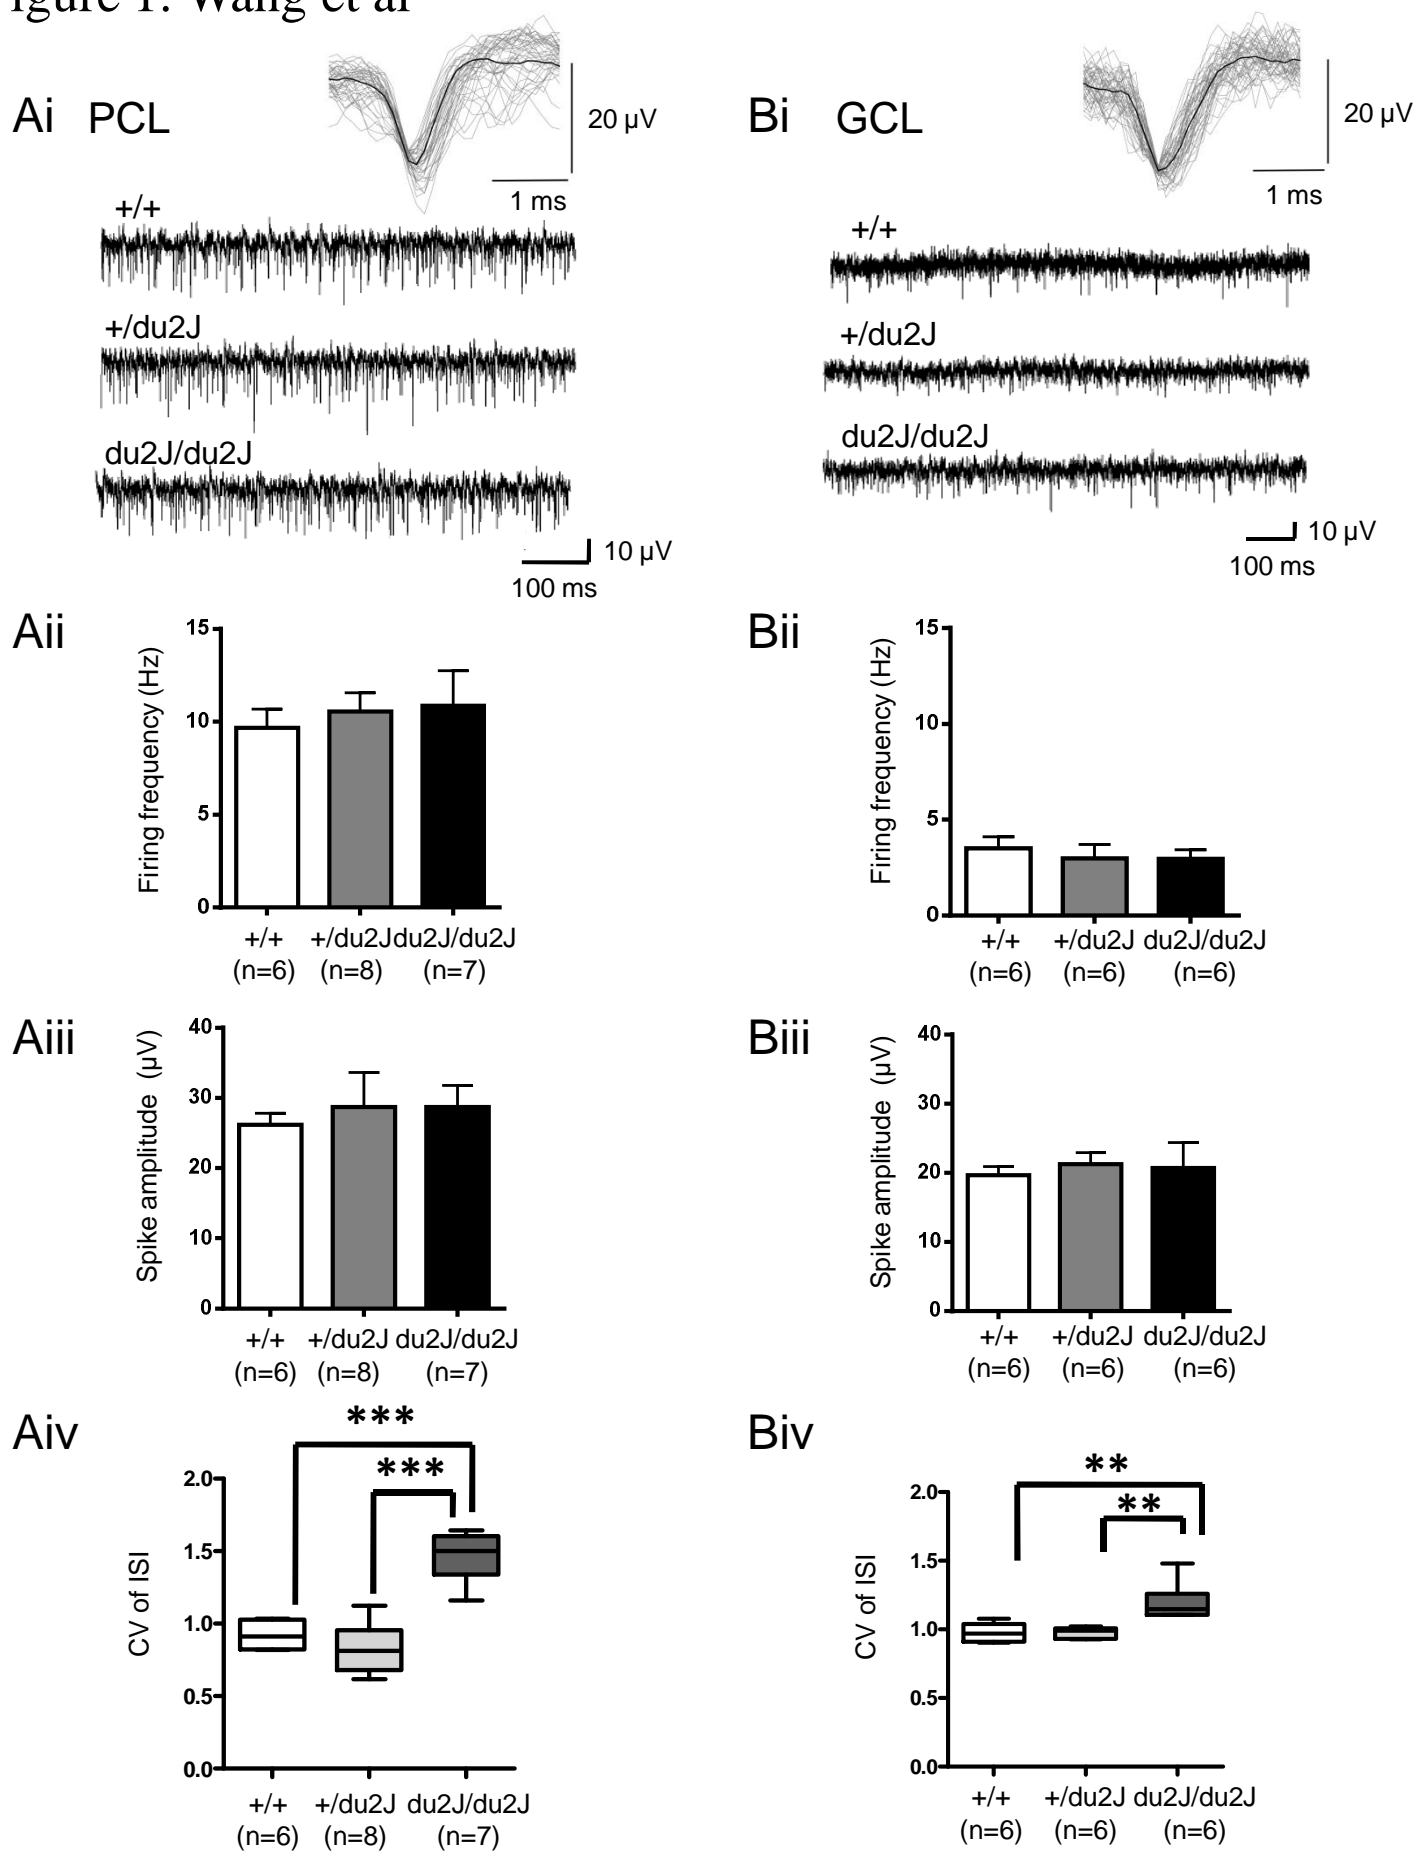 igure 1. Wang et al
Ai PCL
20 µV
1 ms
+/+
+/du2J
du2J/du2J
10 µV
100 ms
Bi GCL
20 µV
1 ms
+/+
+/du2J
du2J/du2J
10 µV
100 ms
Aii
Firing frequency (Hz)
15
10
5
0
+/+ +/du2J du2J/du2J
(n=6) (n=8) (n=7)
Bii
Firing frequency (Hz)
15
10
5
0
+/+ +/du2J du2J/du2J
(n=6) (n=6) (n=6)
Aiii
Spike amplitude (µV)
40
30
20
10
0
+/+ +/du2J du2J/du2J
(n=6) (n=8) (n=7)
Biii
Spike amplitude (µV)
40
30
20
10
0
+/+ +/du2J du2J/du2J
(n=6) (n=6) (n=6)
Aiv
***
***
CV of ISI
2.0
1.5
1.0
0.5
0.0
+/+ +/du2J du2J/du2J
(n=6) (n=8) (n=7)
Biv
**
**
CV of ISI
2.0
1.5
1.0
0.5
0.0
+/+ +/du2J du2J/du2J
(n=6) (n=6) (n=6)